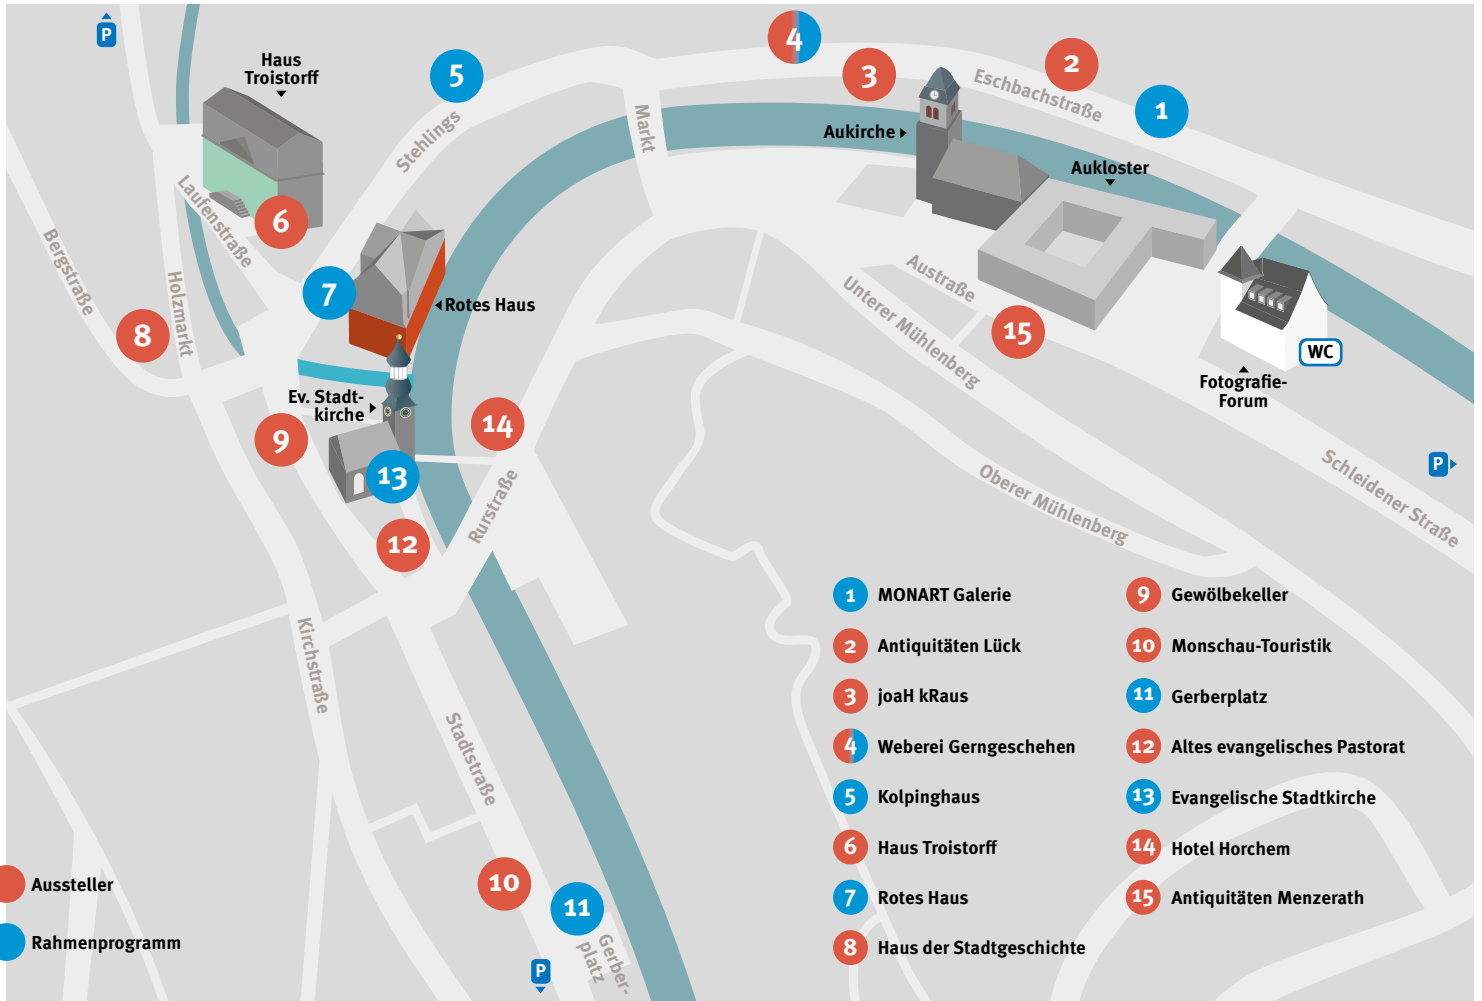 P
Haus
Troistorff
5
4
3
2
1
Eschbachstraße
Stehlings
Markt
Aukirche
Aukloster
Laufenstraße
6
Bergstraße
Holzmarkt
7
Rotes Haus
Austraße
Unterer Mühlenberg
15
8
WC
Fotografie-
Forum
Ev. Stadt-
kirche
9
14
13
12
Rurstraße
Oberer Mühlenberg
Schleidener Straße
P
Kirchstraße
Stadtstraße
10
11
Gerber-
platz
P
Aussteller
Rahmenprogramm
1 MONART Galerie
2 Antiquitäten Lück
3 joaH kRaus
4 Weberei Gerngeschehen
5 Kolpinghaus
6 Haus Troistorff
7 Rotes Haus
8 Haus der Stadtgeschichte
9 Gewölbekeller
10 Monschau-Touristik
11 Gerberplatz
12 Altes evangelisches Pastorat
13 Evangelische Stadtkirche
14 Hotel Horchem
15 Antiquitäten Menzerath